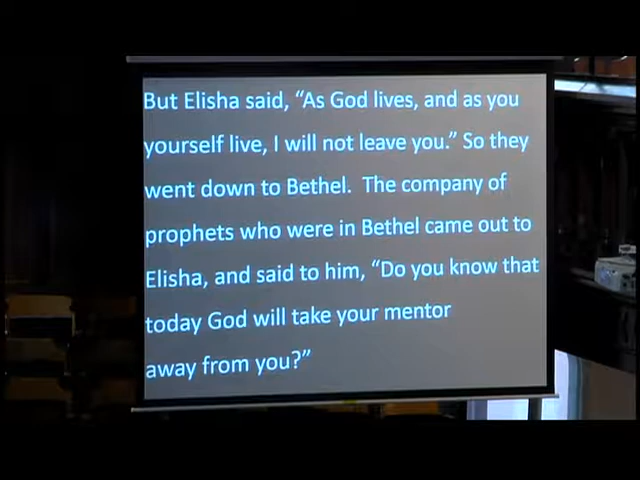 But Elisha said, “As God lives, and as you
yourself live, I will not leave you.” So they
went down to Bethel.  The company of
prophets who were in Bethel came out to
Elisha, and said to him, “Do you know that
today God will take your mentor
away from you?”